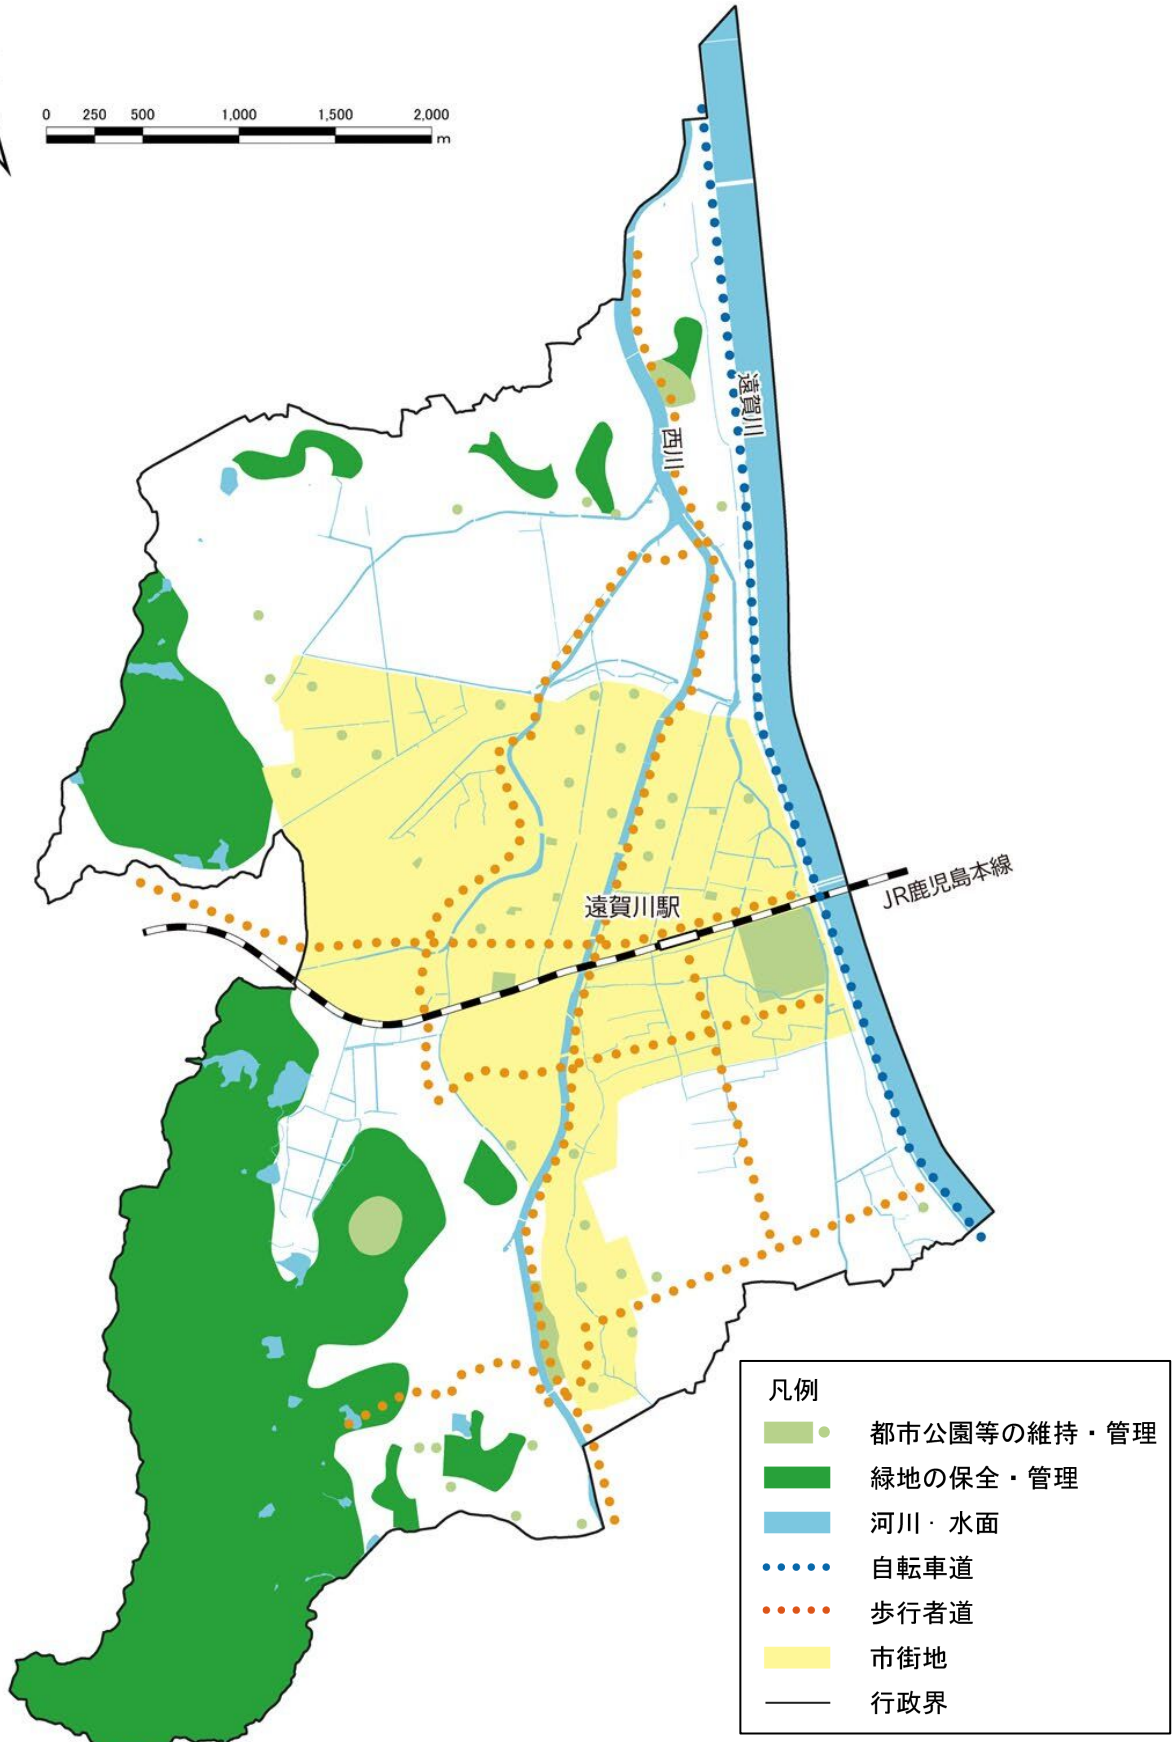 0 250 500 1,000 1,500 2,000
m
遠賀川
西川
遠賀川駅
JR鹿児島本線
凡例
都市公園等の維持・管理
緑地の保全・管理
河川・水面
自転車道
歩行者道
市街地
行政界